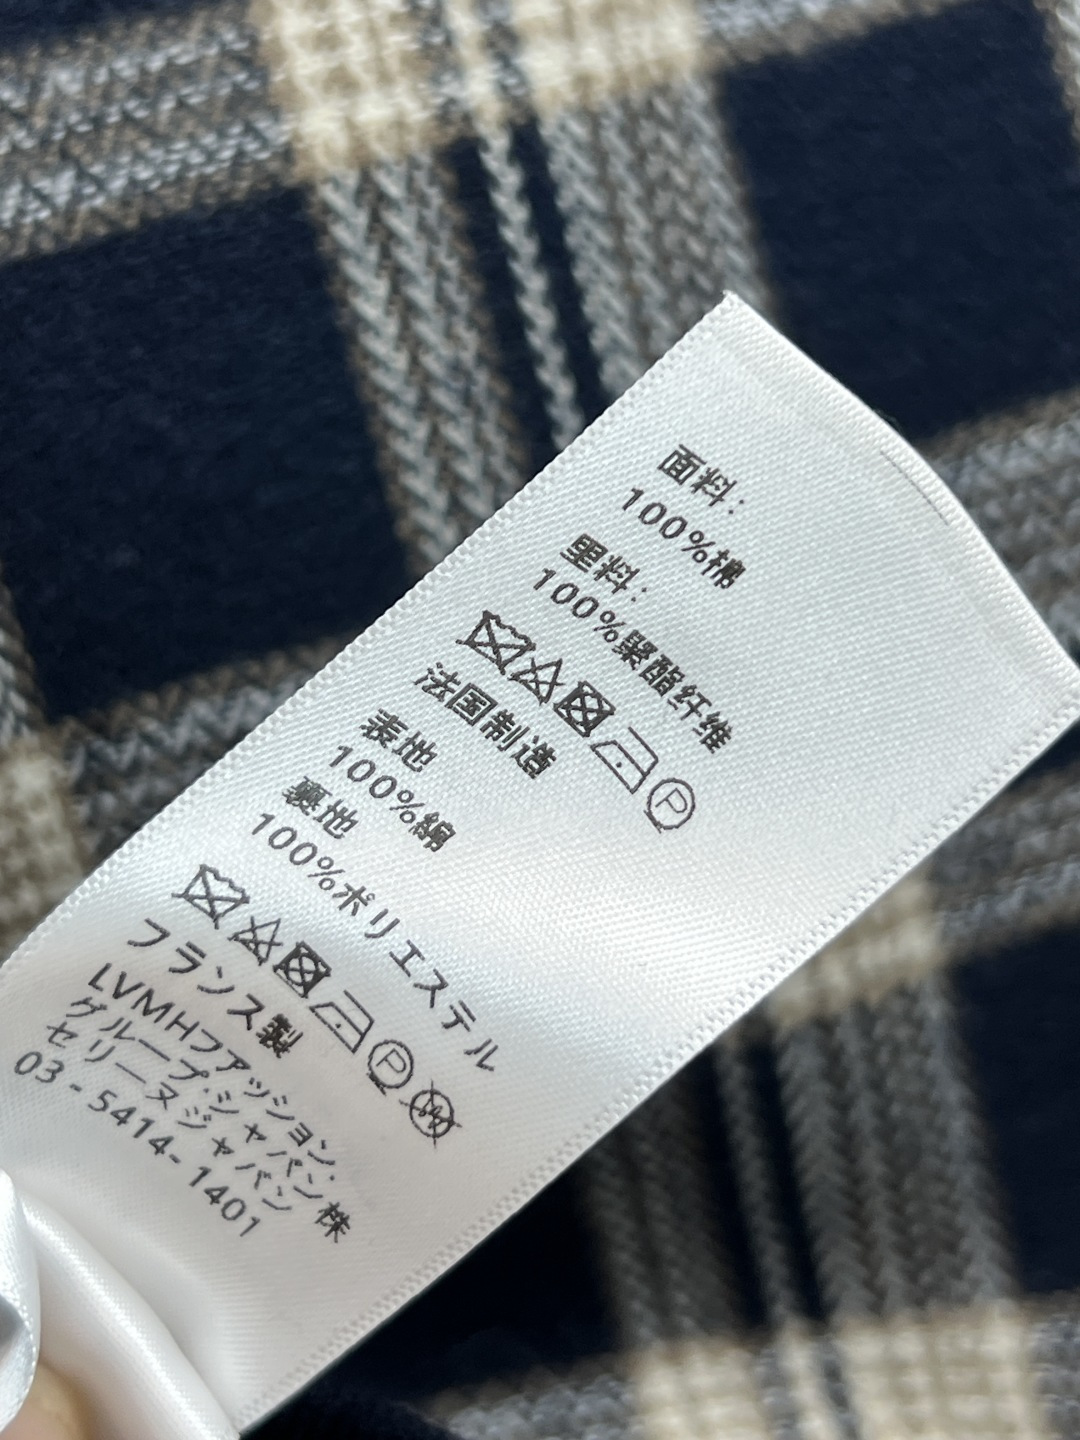 面料:
100%棉
里料:
100%聚酯纤维
P
法国制造
表地
100%綿
裏地
100%ポリエステル
P
フランス製
LVMHファッション.
グループ.ジャパン.株
セリーヌ ジャパン
03 - 5414- 1401